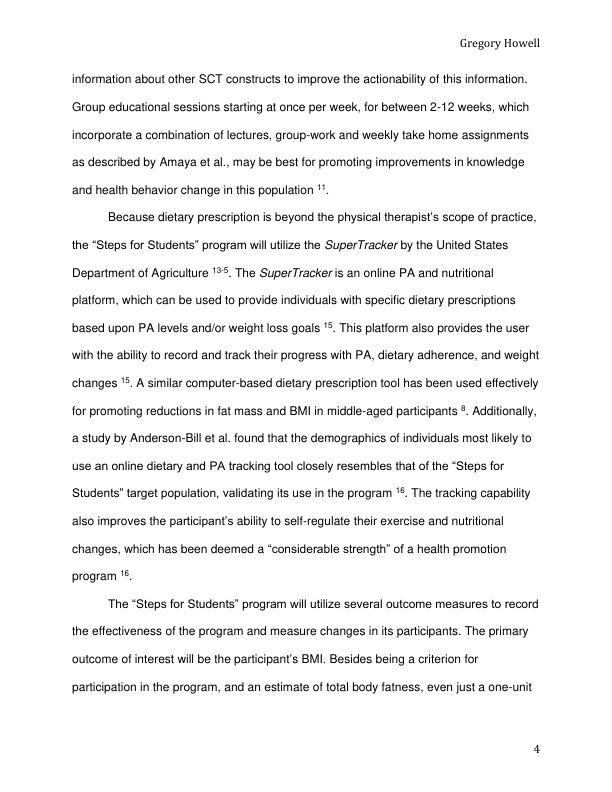 Gregory Howell
information about other SCT constructs to improve the actionability of this information.
Group educational sessions starting at once per week, for between 2-12 weeks, which
incorporate a combination of lectures, group-work and weekly take home assignments
as described by Amaya et al., may be best for promoting improvements in knowledge
and health behavior change in this population 11.
Because dietary prescription is beyond the physical therapist's scope of practice,
the “Steps for Students” program will utilize the SuperTracker by the United States
Department of Agriculture 13-5. The SuperTracker is an online PA and nutritional
platform, which can be used to provide individuals with specific dietary prescriptions
based upon PA levels and/or weight loss goals 15. This platform also provides the user
with the ability to record and track their progress with PA, dietary adherence, and weight
changes 15. A similar computer-based dietary prescription tool has been used effectively
for promoting reductions in fat mass and BMI in middle-aged participants 8. Additionally,
a study by Anderson-Bill et al. found that the demographics of individuals most likely to
use an online dietary and PA tracking tool closely resembles that of the “Steps for
Students” target population, validating its use in the program 16. The tracking capability
also improves the participant's ability to self-regulate their exercise and nutritional
changes, which has been deemed a “considerable strength” of a health promotion
program 16.
The “Steps for Students” program will utilize several outcome measures to record
the effectiveness of the program and measure changes in its participants. The primary
outcome of interest will be the participant's BMI. Besides being a criterion for
participation in the program, and an estimate of total body fatness, even just a one-unit
4